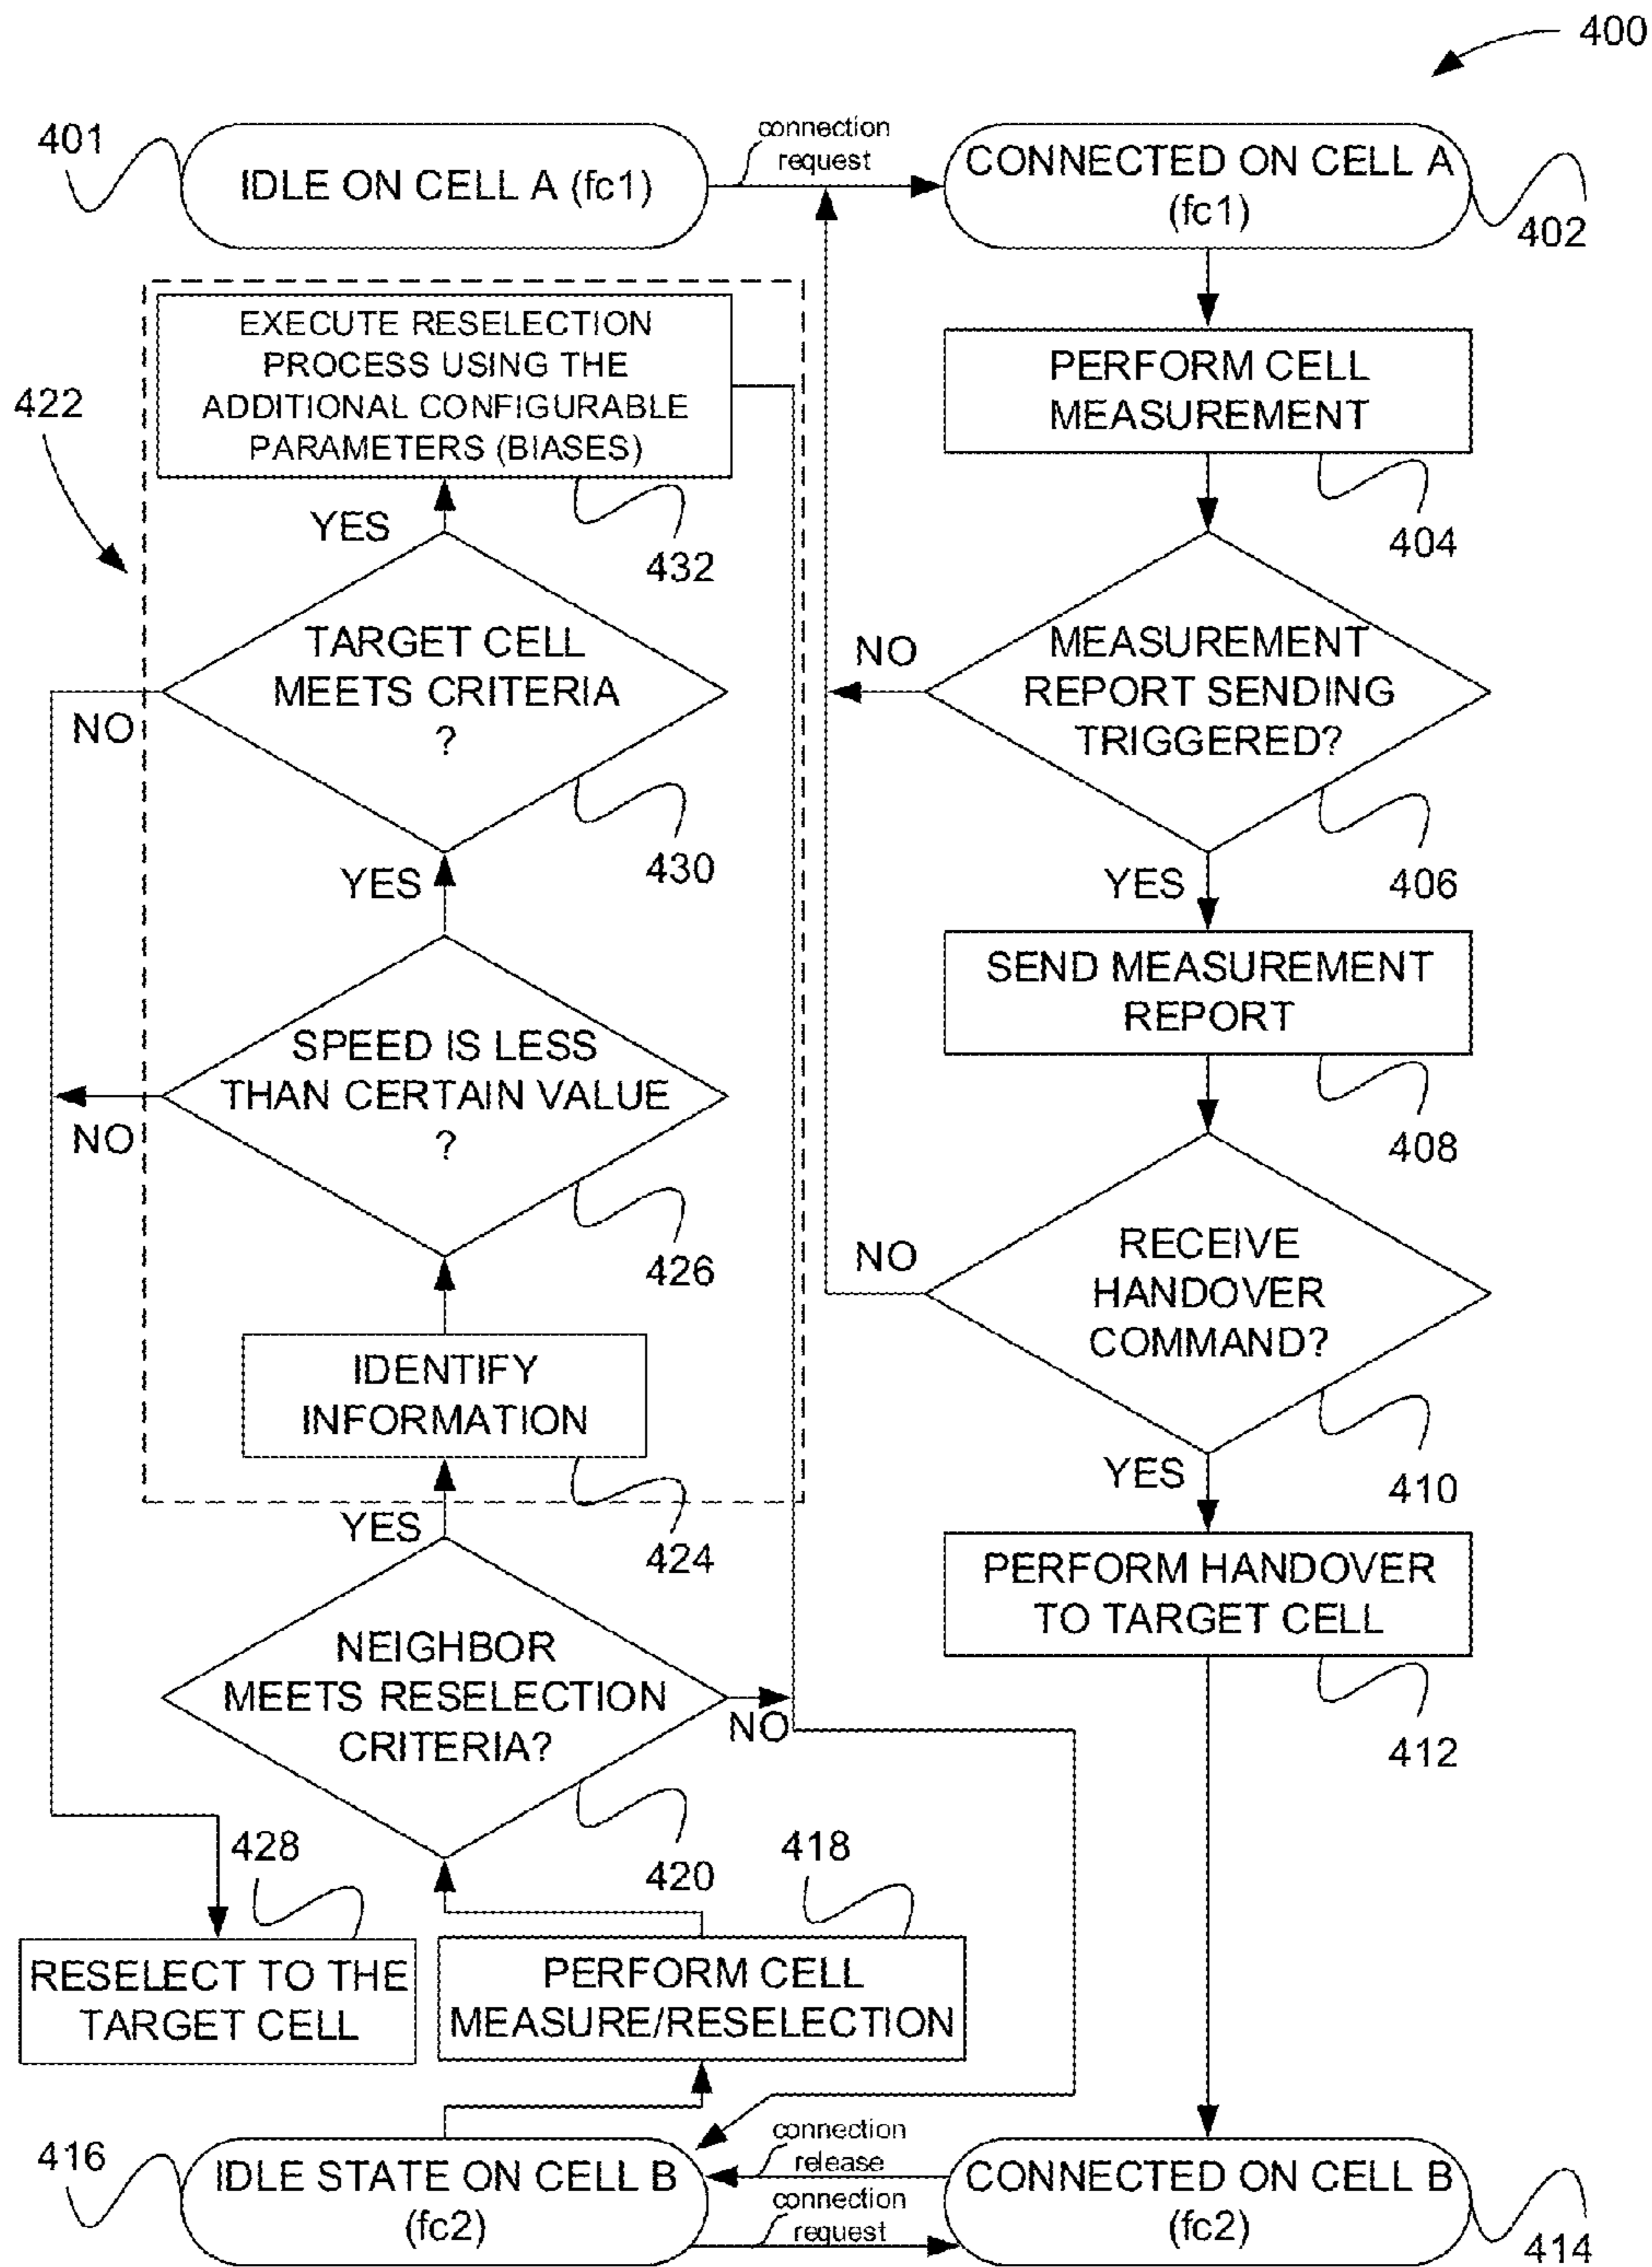 400
401
IDLE ON CELL A (fc1)
connection
request
CONNECTED ON CELL A
(fc1)
402
422
EXECUTE RESELECTION
PROCESS USING THE
ADDITIONAL CONFIGURABLE
PARAMETERS (BIASES)
432
PERFORM CELL
MEASUREMENT
404
YES
TARGET CELL
MEETS CRITERIA
?
NO
430
NO
MEASUREMENT
REPORT SENDING
TRIGGERED?
406
YES
YES
SEND MEASUREMENT
REPORT
408
SPEED IS LESS
THAN CERTAIN VALUE
?
NO
426
NO
RECEIVE
HANDOVER
COMMAND?
410
IDENTIFY
INFORMATION
424
YES
YES
PERFORM HANDOVER
TO TARGET CELL
412
NEIGHBOR
MEETS RESELECTION
CRITERIA?
NO
420
428
418
RESELECT TO THE
TARGET CELL
PERFORM CELL
MEASURE/RESELECTION
416
IDLE STATE ON CELL B
(fc2)
connection
release
connection
request
CONNECTED ON CELL B
(fc2)
414